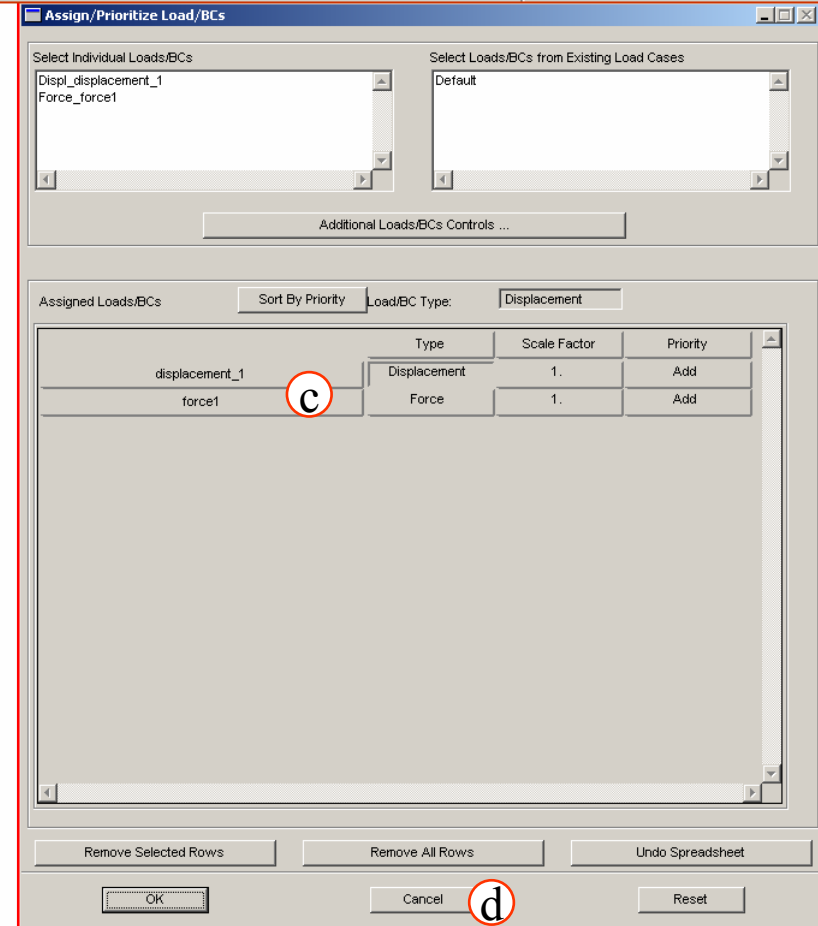 Assign/Prioritize Load/BCs
Select Individual Loads/BCs
Select Loads/BCs from Existing Load Cases
Displ_displacement_1
Force_force1
Default
Additional Loads/BCs Controls ...
Assigned Loads/BCs
Sort By Priority
Load/BC Type:
Displacement
Type
Scale Factor
Priority
displacement_1
Displacement
1.
Add
force1
c
Force
1.
Add
Remove Selected Rows
Remove All Rows
Undo Spreadsheet
OK
Cancel
d
Reset